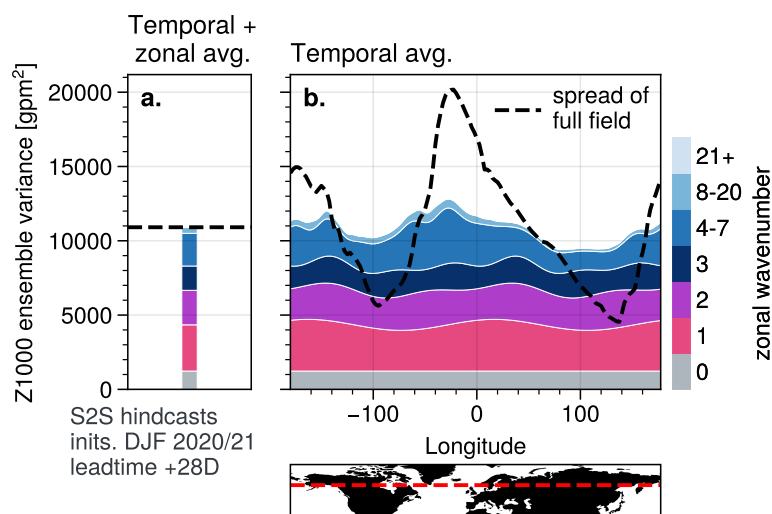 Temporal +
zonal avg.
Temporal avg.
Z1000 ensemble variance [gpm²]
20000
15000
10000
5000
0
a.
b.
spread of
full field
−100
0
100
Longitude
21+
8-20
4-7
3
2
1
0
zonal wavenumber
S2S hindcasts
inits. DJF 2020/21
leadtime +28D